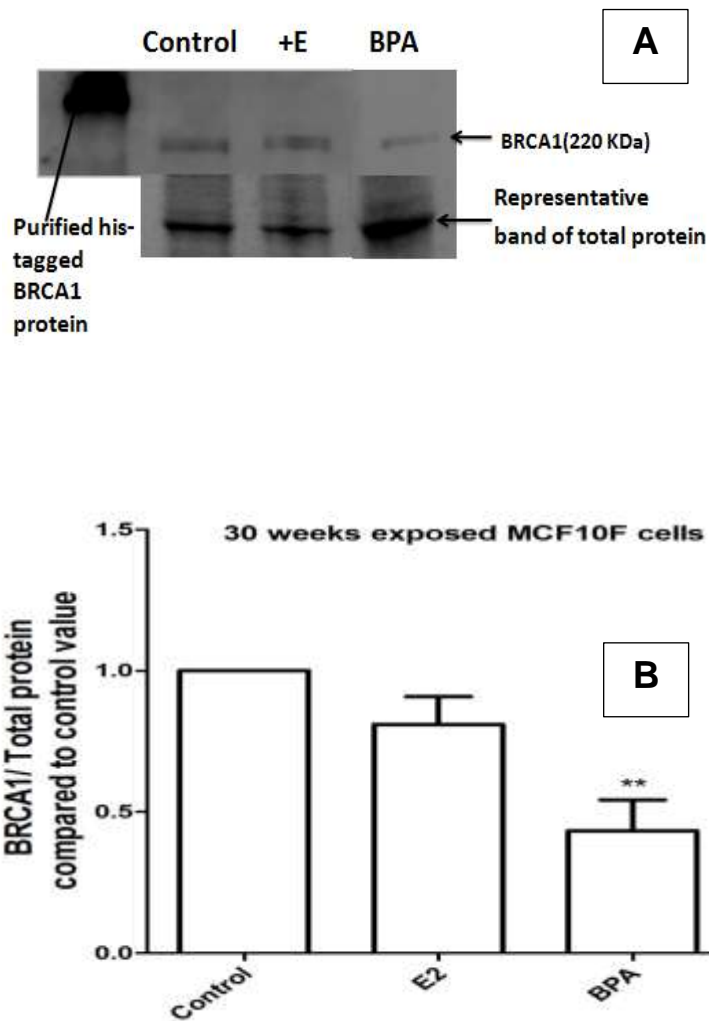 Control +E BPA
A
BRCA1(220 KDa)
Representative
band of total protein
Purified his-
tagged
BRCA1
protein
1.5
30 weeks exposed MCF10F cells
BRCA1/ Total protein
compared to control value
1.0
B
**
0.5
0.0
Control E2 BPA